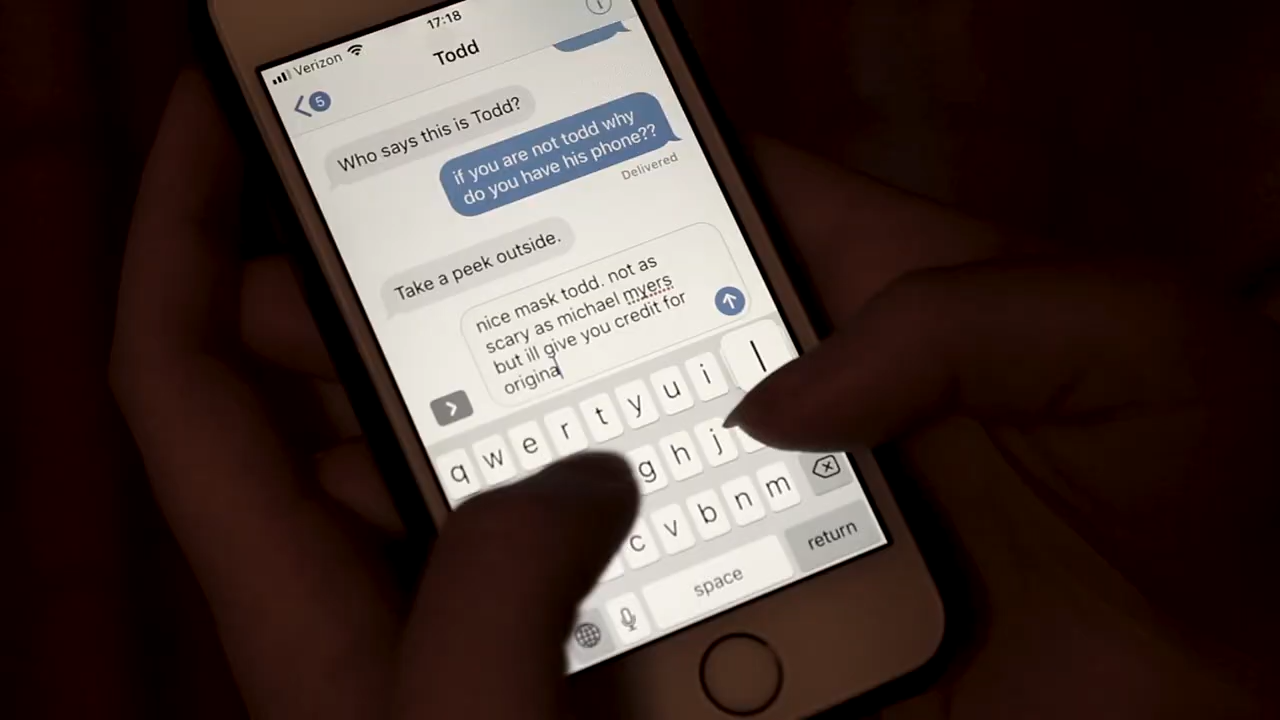 Verizon 17:18
5 Todd
Who says this is Todd?
if you are not todd why
do you have his phone??
Delivered
Take a peek outside.
nice mask todd. not as
scary as michael myers
but ill give you credit for
origina
q w e r t y u i l
g h j
c v b n m
space return